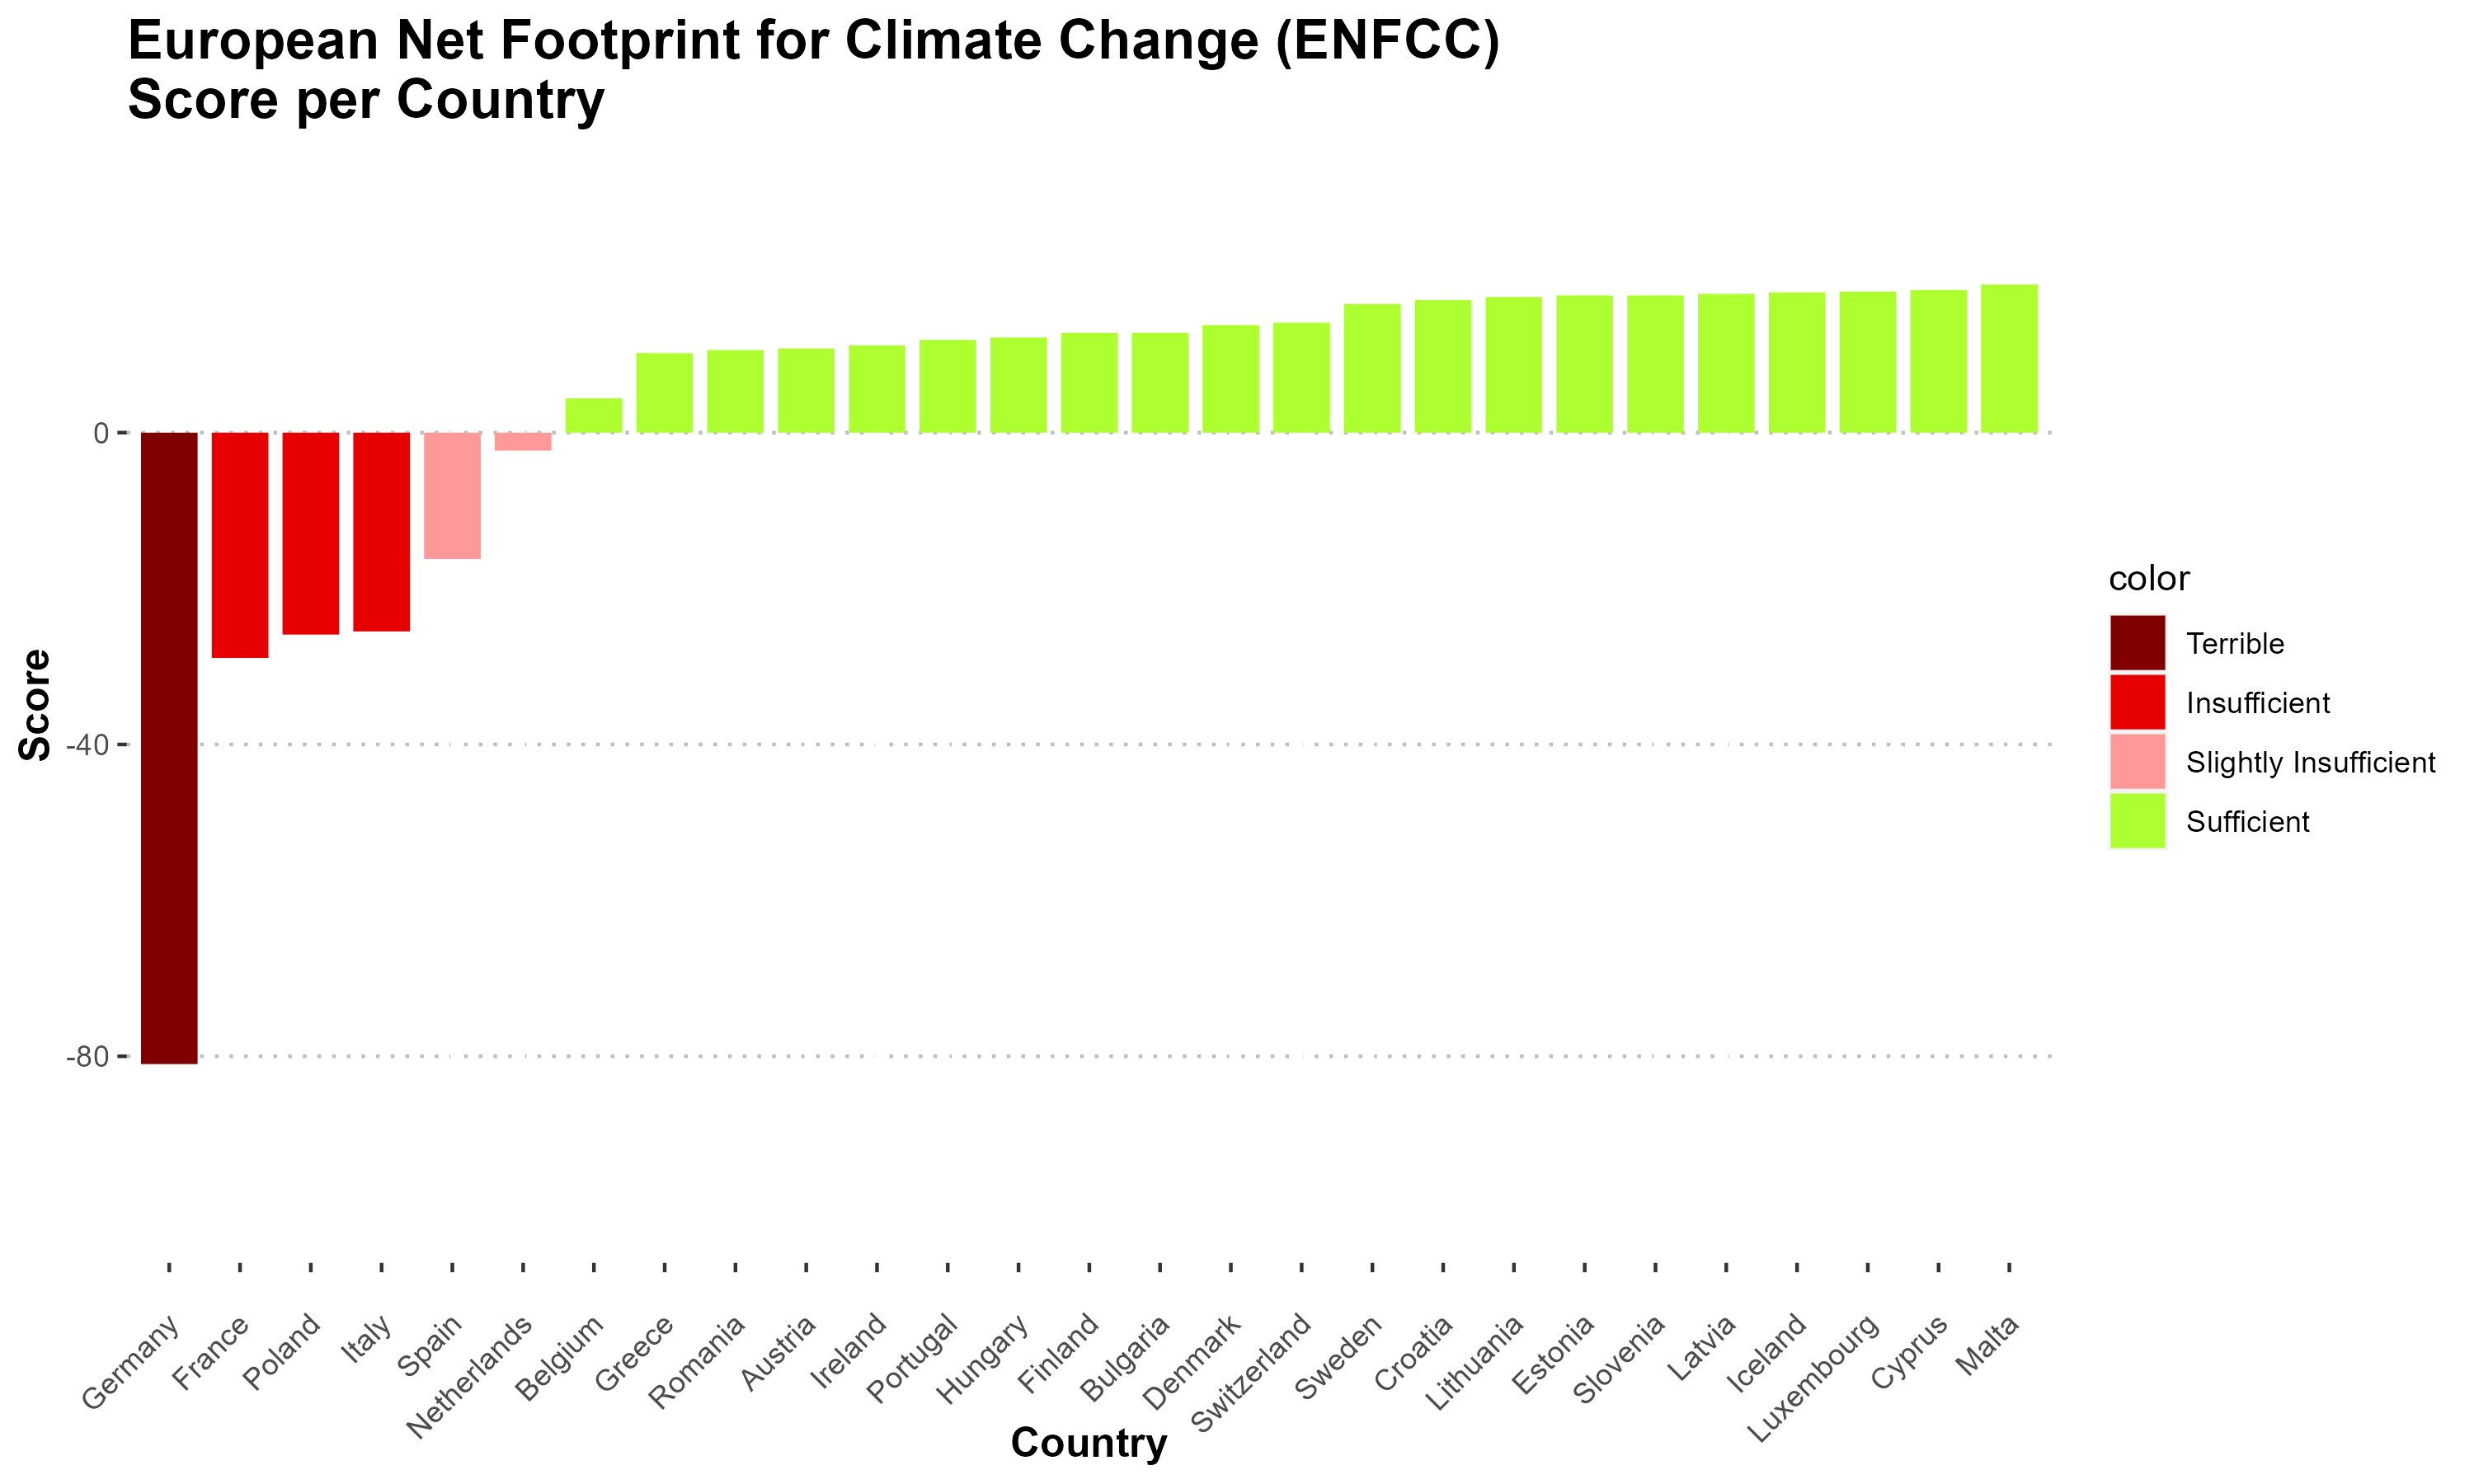 European Net Footprint for Climate Change (ENFCC)
Score per Country
Score
0
-40
-80
Germany
France
Poland
Italy
Spain
Netherlands
Belgium
Greece
Romania
Austria
Ireland
Portugal
Hungary
Finland
Bulgaria
Denmark
Switzerland
Sweden
Croatia
Lithuania
Estonia
Slovenia
Latvia
Iceland
Luxembourg
Cyprus
Malta
Country
color
Terrible
Insufficient
Slightly Insufficient
Sufficient